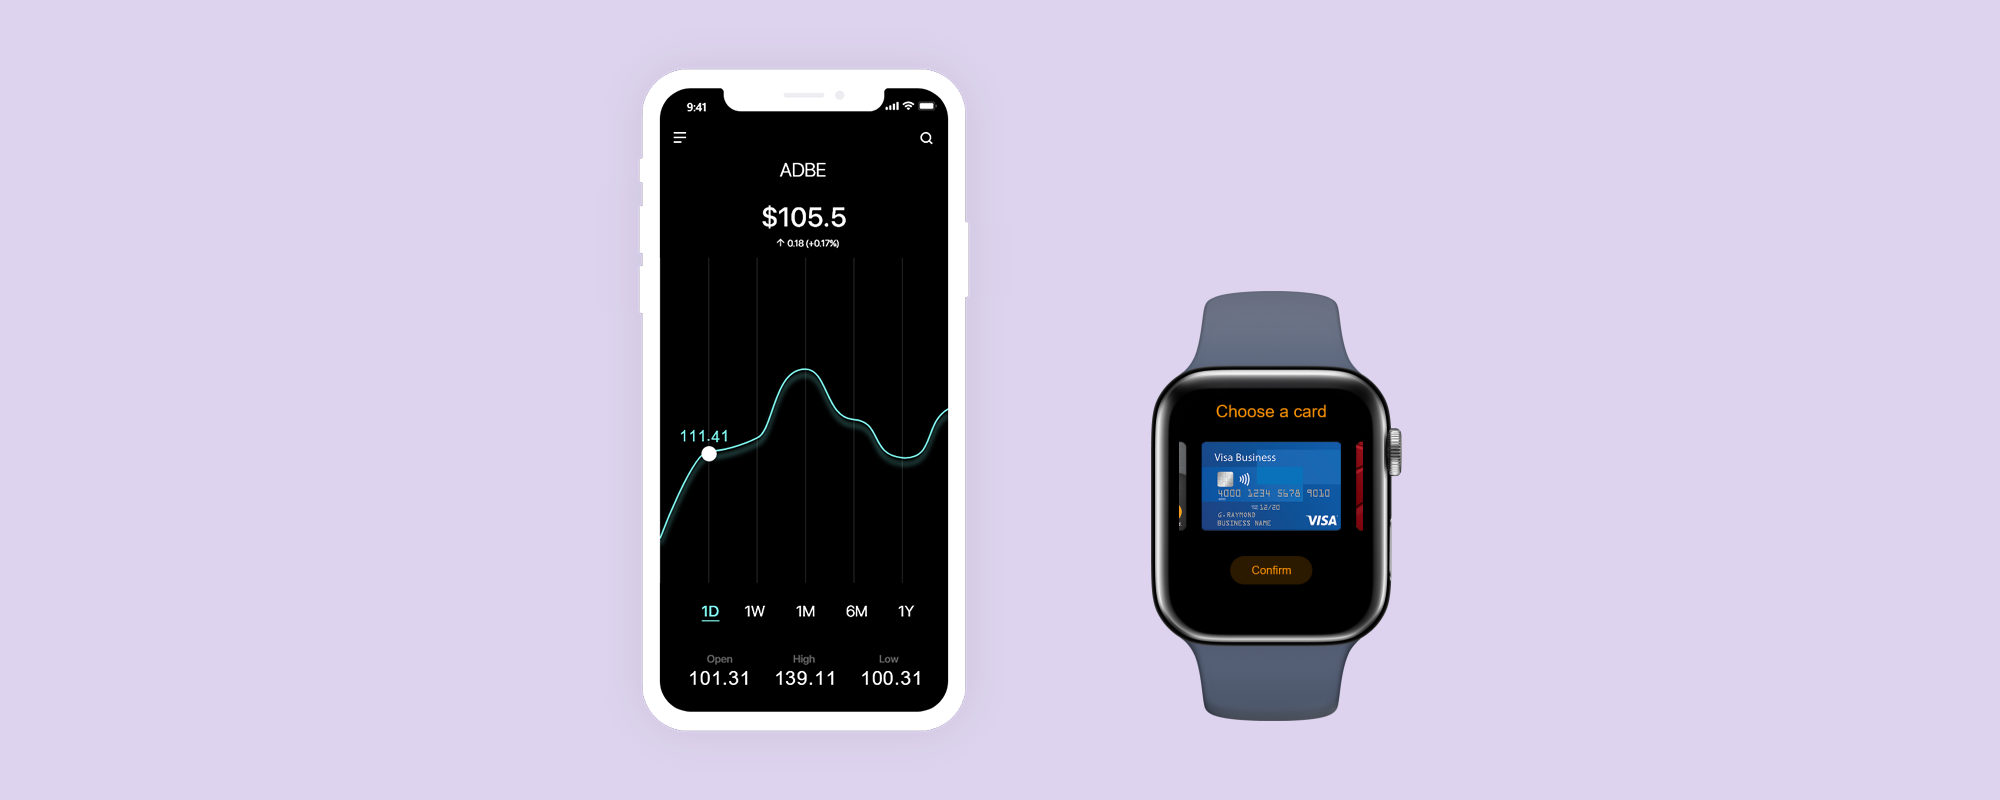 9:41
ADBE
$105.5
↑ 0.18 (+0.17%)
111.41
1D 1W 1M 6M 1Y
Open High Low
101.31 139.11 100.31
Choose a card
Visa Business
4000 1234 5678 9010
12/20
G.RAYMOND
BUSINESS NAME
VISA
Confirm